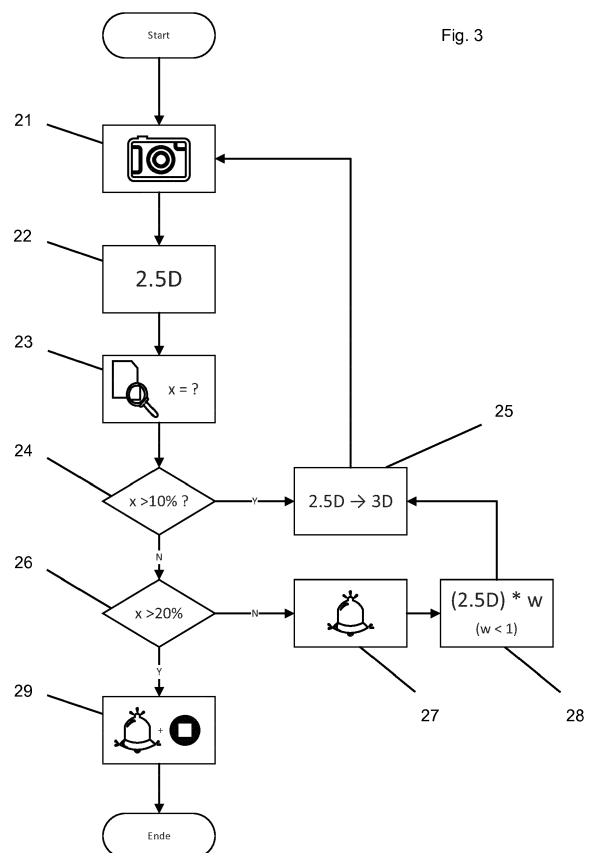 Start
Fig. 3
21
22
2.5D
23
x = ?
25
24
x >10% ?
Y
2.5D → 3D
N
26
x >20%
N
(2.5D) * w
(w < 1)
Y
29
+
27
28
Ende